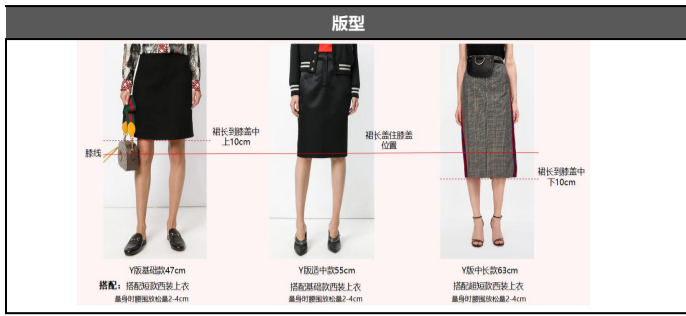 版型
裙长到膝盖中
上10cm
膝线
裙长盖住膝盖
位置
裙长到膝盖中
下10cm
Y版基础款47cm
Y版适中款55cm
Y版中长款63cm
搭配：搭配短款西装上衣
搭配基础款西装上衣
搭配超短款西装上衣
量身时腰围放松量2-4cm
量身时腰围放松量2-4cm
量身时腰围放松量2-4cm